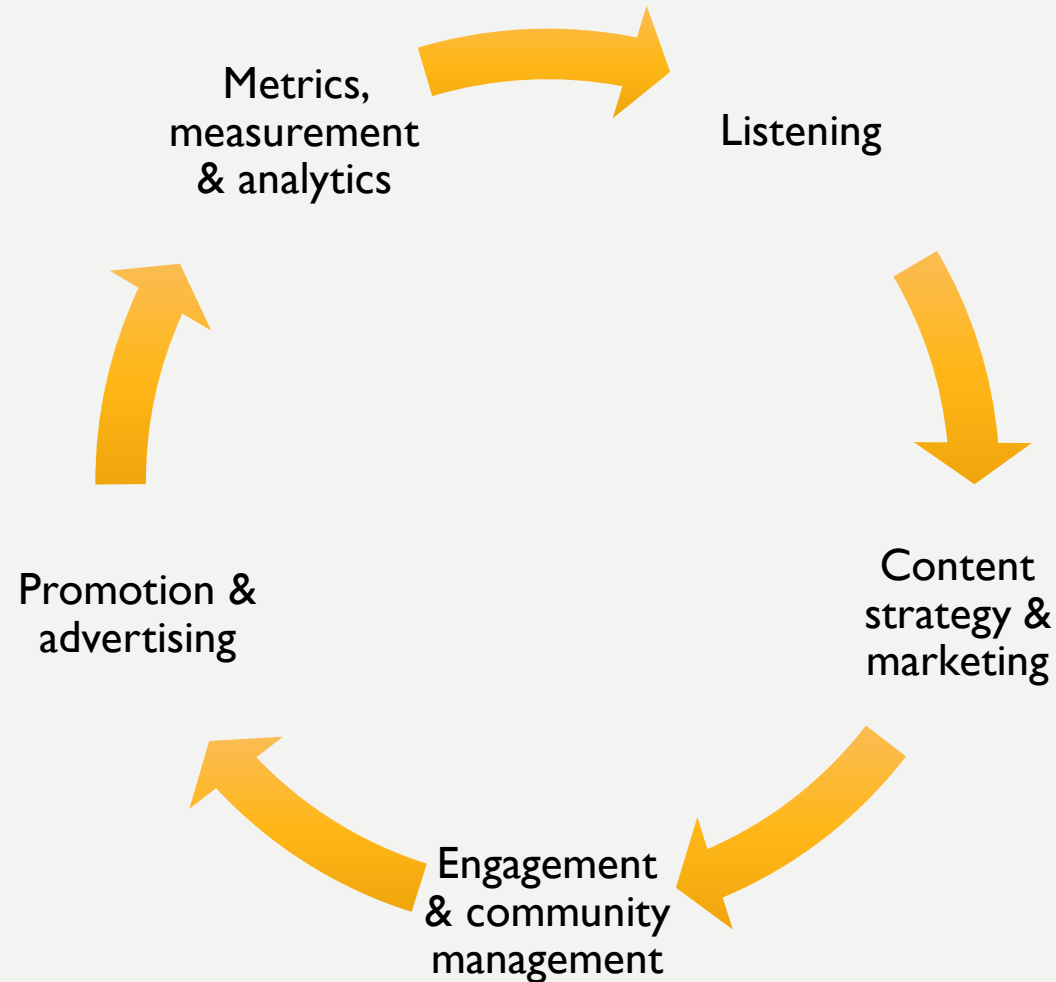 Metrics,
measurement
& analytics
Listening
Content
strategy &
marketing
Engagement
& community
management
Promotion &
advertising